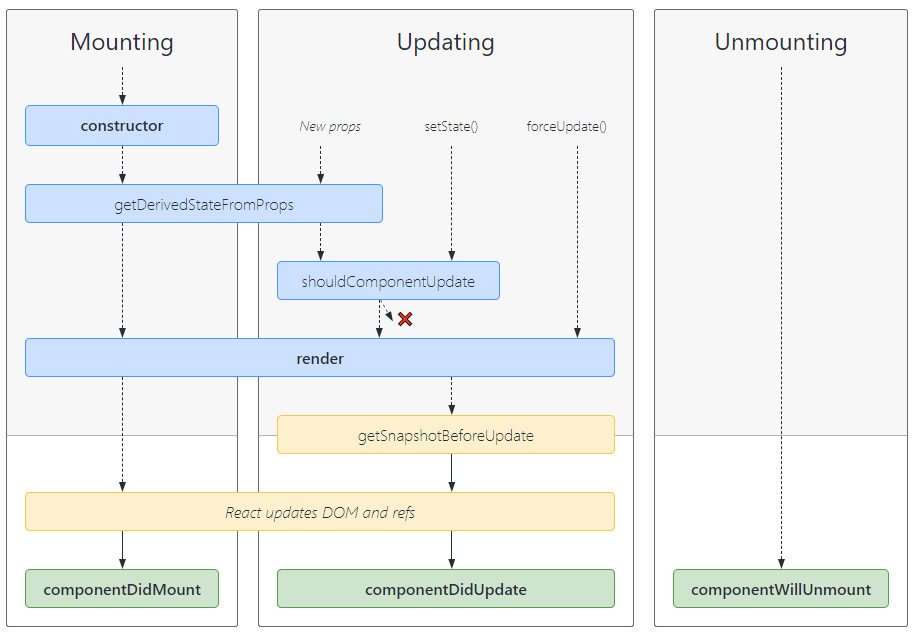 Mounting
Updating
Unmounting
constructor
New props
setState()
forceUpdate()
getDerivedStateFromProps
shouldComponentUpdate
render
getSnapshotBeforeUpdate
React updates DOM and refs
componentDidMount
componentDidUpdate
componentWillUnmount